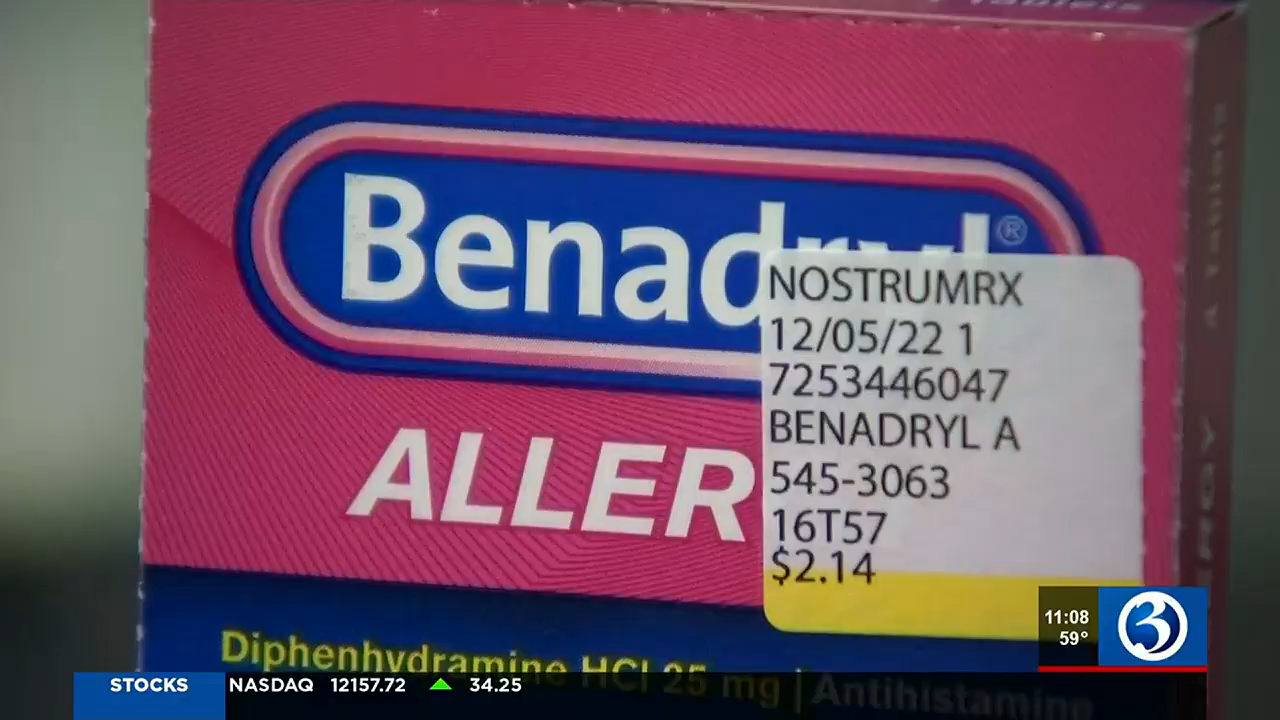 Benadryl®
NOSTRUMRX
12/05/22 1
7253446047
BENADRYL A
545-3063
16T57
$2.14
ALLER
Diphenhydramine HCl 25 mg | Antihistamine
11:08
59°
3
STOCKS NASDAQ 12157.72 34.25